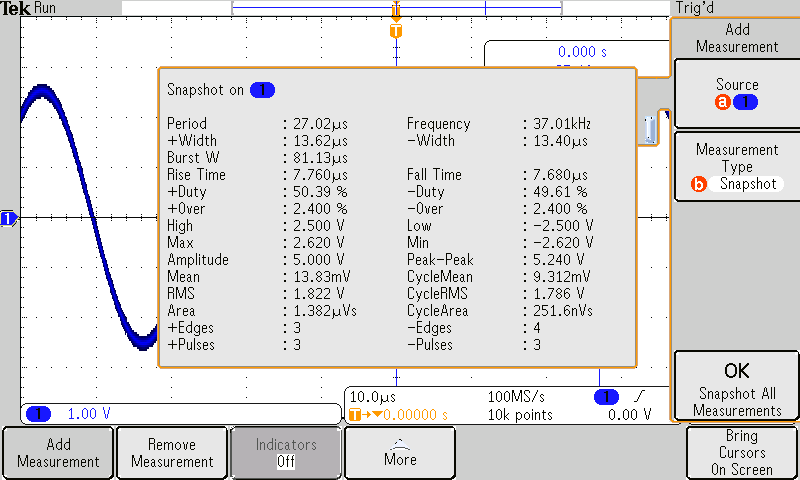 Tek Run Trig'd
T
0.000 s
Add
Measurement
Source
a 1
Measurement
Type
b Snapshot
OK
Snapshot All
Measurements
1
Snapshot on 1
Period : 27.02µs Frequency : 37.01kHz
+Width : 13.62µs -Width : 13.40µs
Burst W : 81.13µs
Rise Time : 7.760µs Fall Time : 7.680µs
+Duty : 50.39 % -Duty : 49.61 %
+Over : 2.400 % -Over : 2.400 %
High : 2.500 V Low : -2.500 V
Max : 2.620 V Min : -2.620 V
Amplitude : 5.000 V Peak-Peak : 5.240 V
Mean : 13.83mV CycleMean : 9.312mV
RMS : 1.822 V CycleRMS : 1.786 V
Area : 1.382µVs CycleArea : 251.6nVs
+Edges : 3 -Edges : 4
+Pulses : 3 -Pulses : 3
1 1.00 V
10.0µs 100MS/s 1
T 0.00000 s 10k points 0.00 V
Add
Measurement
Remove
Measurement
Indicators
Off
More
Bring
Cursors
On Screen